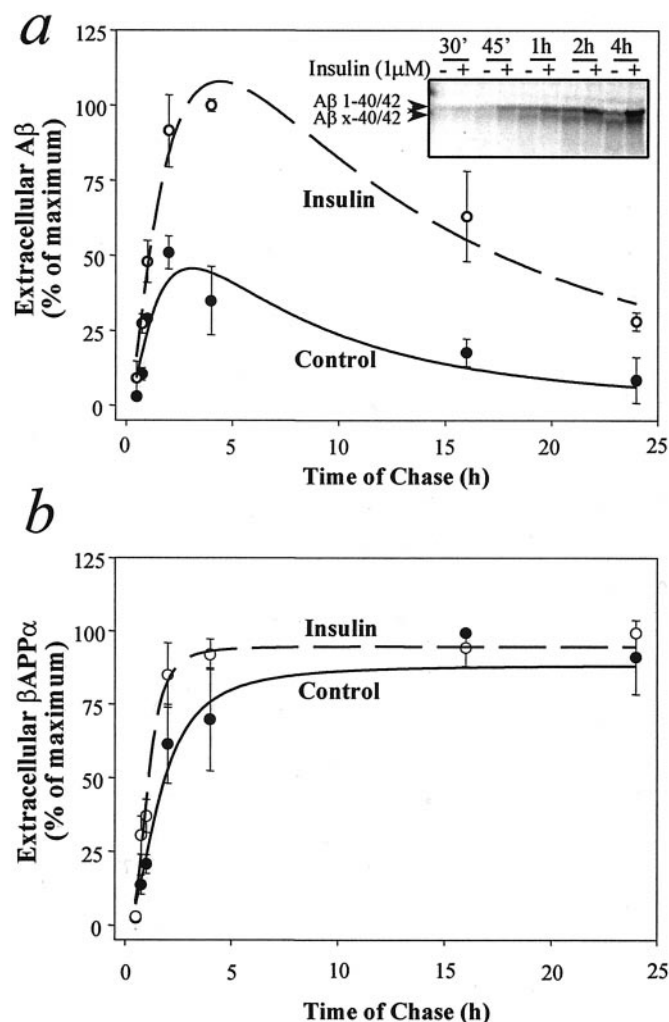 a
125
100
75
50
25
0
Extracellular Aβ
(% of maximum)
30' 45' 1h 2h 4h
Insulin (1μM) - + - + - + - + - +
Aβ 1-40/42
Aβ x-40/42
Insulin
Control
0 5 10 15 20 25
Time of Chase (h)
b
125
100
75
50
25
0
Extracellular βAPPα
(% of maximum)
Insulin
Control
0 5 10 15 20 25
Time of Chase (h)